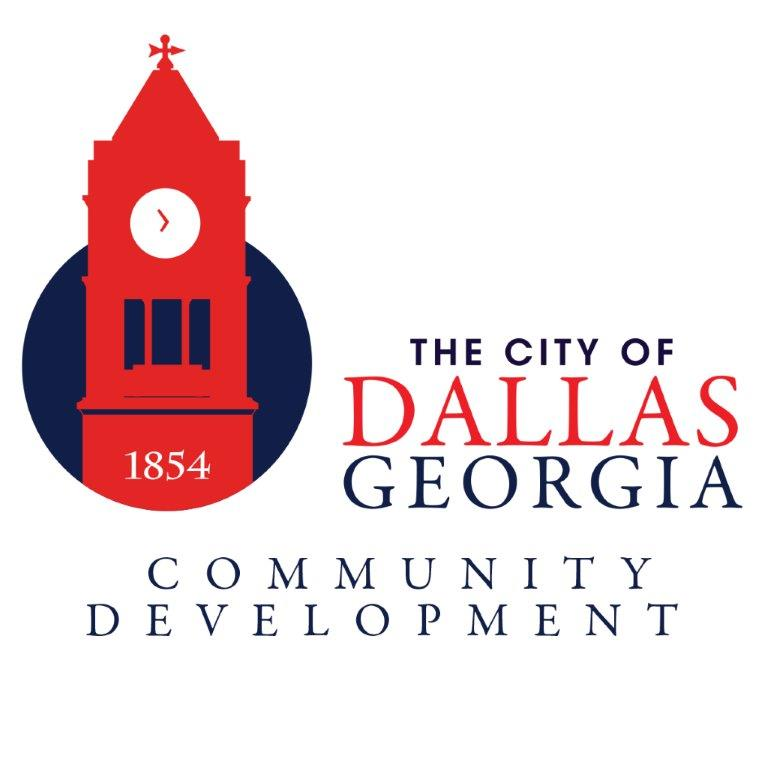 1854
THE CITY OF
DALLAS
GEORGIA
COMMUNITY
DEVELOPMENT